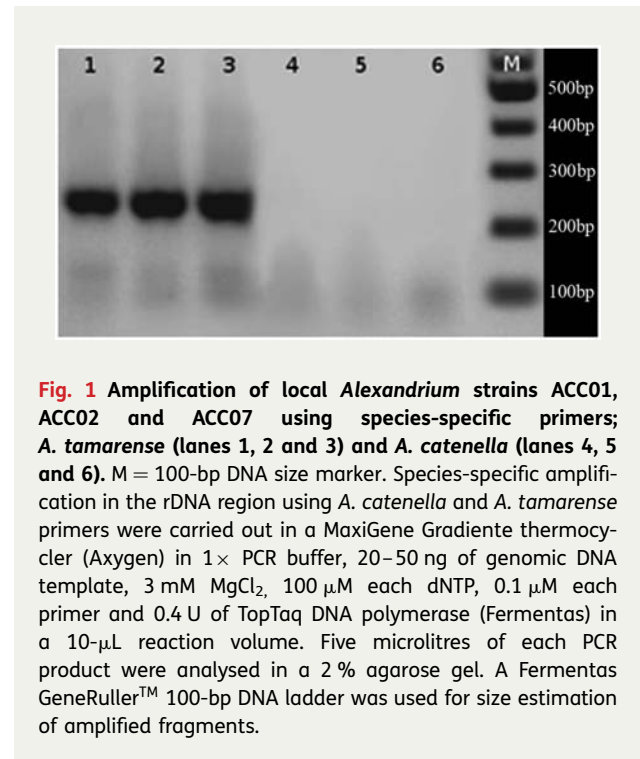 1 2 3 4 5 6 M
500bp
400bp
300bp
200bp
100bp
Fig. 1 Amplification of local Alexandrium strains ACC01,
ACC02 and ACC07 using species-specific primers;
A. tamarense (lanes 1, 2 and 3) and A. catenella (lanes 4, 5
and 6). M = 100-bp DNA size marker. Species-specific amplifi-
cation in the rDNA region using A. catenella and A. tamarense
primers were carried out in a MaxiGene Gradiente thermocy-
cler (Axygen) in 1× PCR buffer, 20–50 ng of genomic DNA
template, 3 mM MgCl2, 100 μM each dNTP, 0.1 μM each
primer and 0.4 U of TopTaq DNA polymerase (Fermentas) in
a 10-μL reaction volume. Five microlitres of each PCR
product were analysed in a 2 % agarose gel. A Fermentas
GeneRuller™ 100-bp DNA ladder was used for size estimation
of amplified fragments.